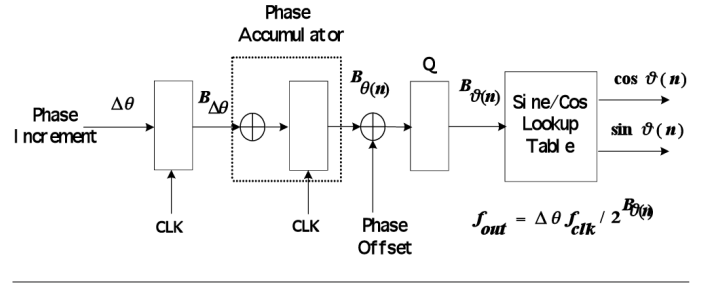 Phase
Accumulator
Q
Phase
Increment
Δθ
B_Δθ
B_θ(n)
B_ϑ(n)
Sine/Cos
Lookup
Table
cos ϑ(n)
sin ϑ(n)
CLK
CLK
Phase
Offset
f_out = Δθ f_clk / 2^B_ϑ(n)